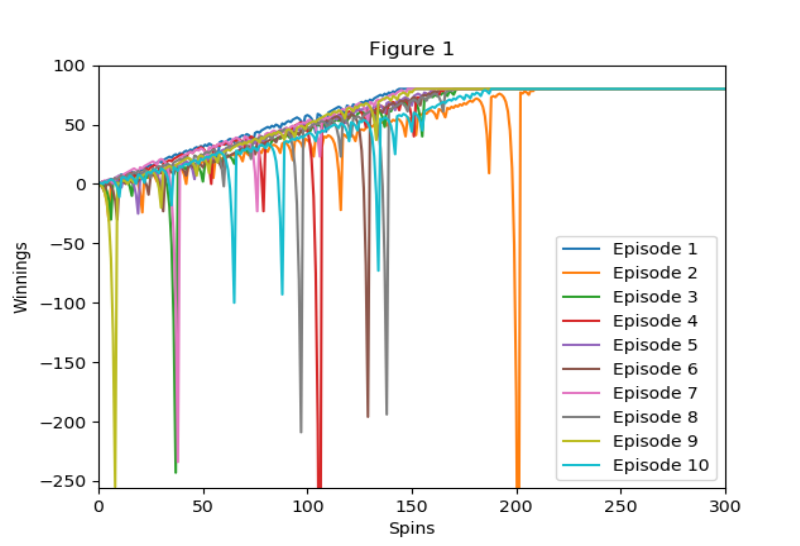 Figure 1
100
50
0
−50
−100
−150
−200
−250
Winnings
0 50 100 150 200 250 300
Spins
Episode 1
Episode 2
Episode 3
Episode 4
Episode 5
Episode 6
Episode 7
Episode 8
Episode 9
Episode 10